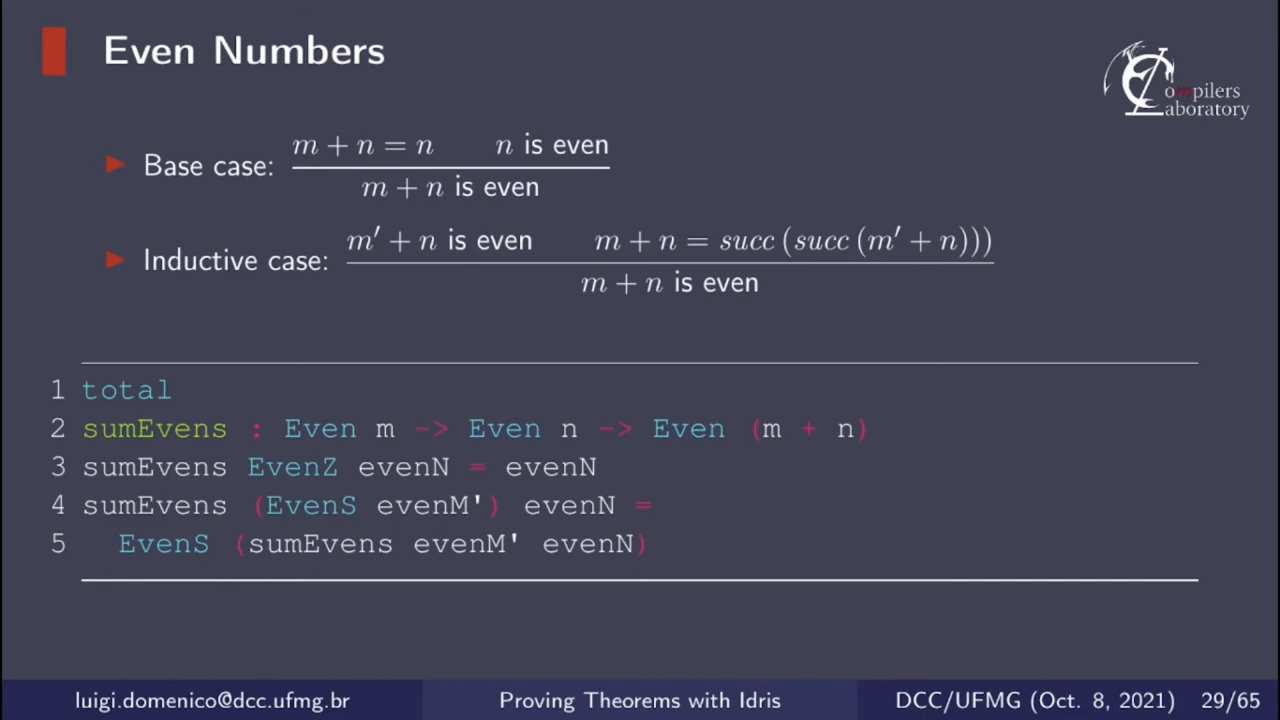 Even Numbers
Compilers
Laboratory
m + n = n n is even
▶ Base case:
m + n is even
m′ + n is even m + n = succ (succ (m′ + n)))
▶ Inductive case:
m + n is even
1 total
2 sumEvens : Even m -> Even n -> Even (m + n)
3 sumEvens EvenZ evenN = evenN
4 sumEvens (EvenS evenM') evenN =
5 EvenS (sumEvens evenM' evenN)
luigi.domenico@dcc.ufmg.br Proving Theorems with Idris DCC/UFMG (Oct. 8, 2021) 29/65